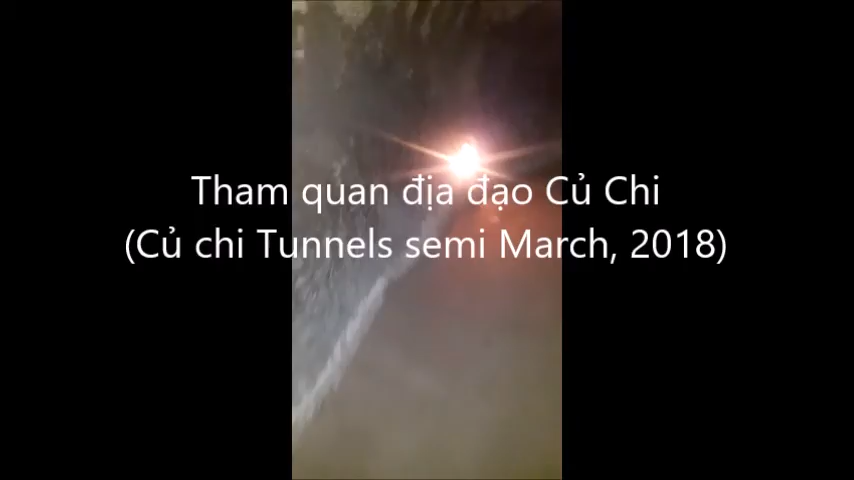 Tham quan địa đạo Củ Chi
(Củ chi Tunnels semi March, 2018)